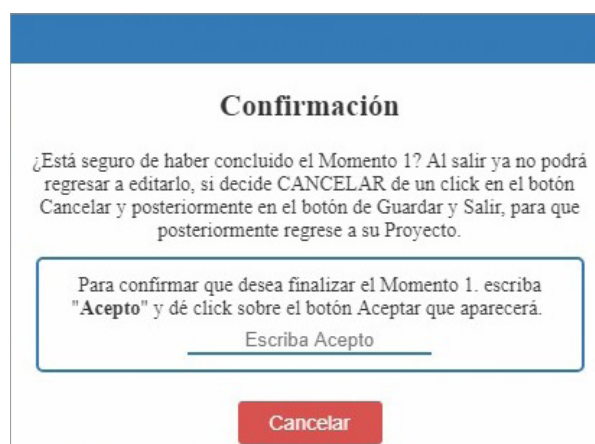 Confirmación
¿Está seguro de haber concluido el Momento 1? Al salir ya no podrá
regresar a editarlo, si decide CANCELAR de un click en el botón
Cancelar y posteriormente en el botón de Guardar y Salir, para que
posteriormente regrese a su Proyecto.
Para confirmar que desea finalizar el Momento 1. escriba
"Acepto" y dé click sobre el botón Aceptar que aparecerá.
Escriba Acepto
Cancelar